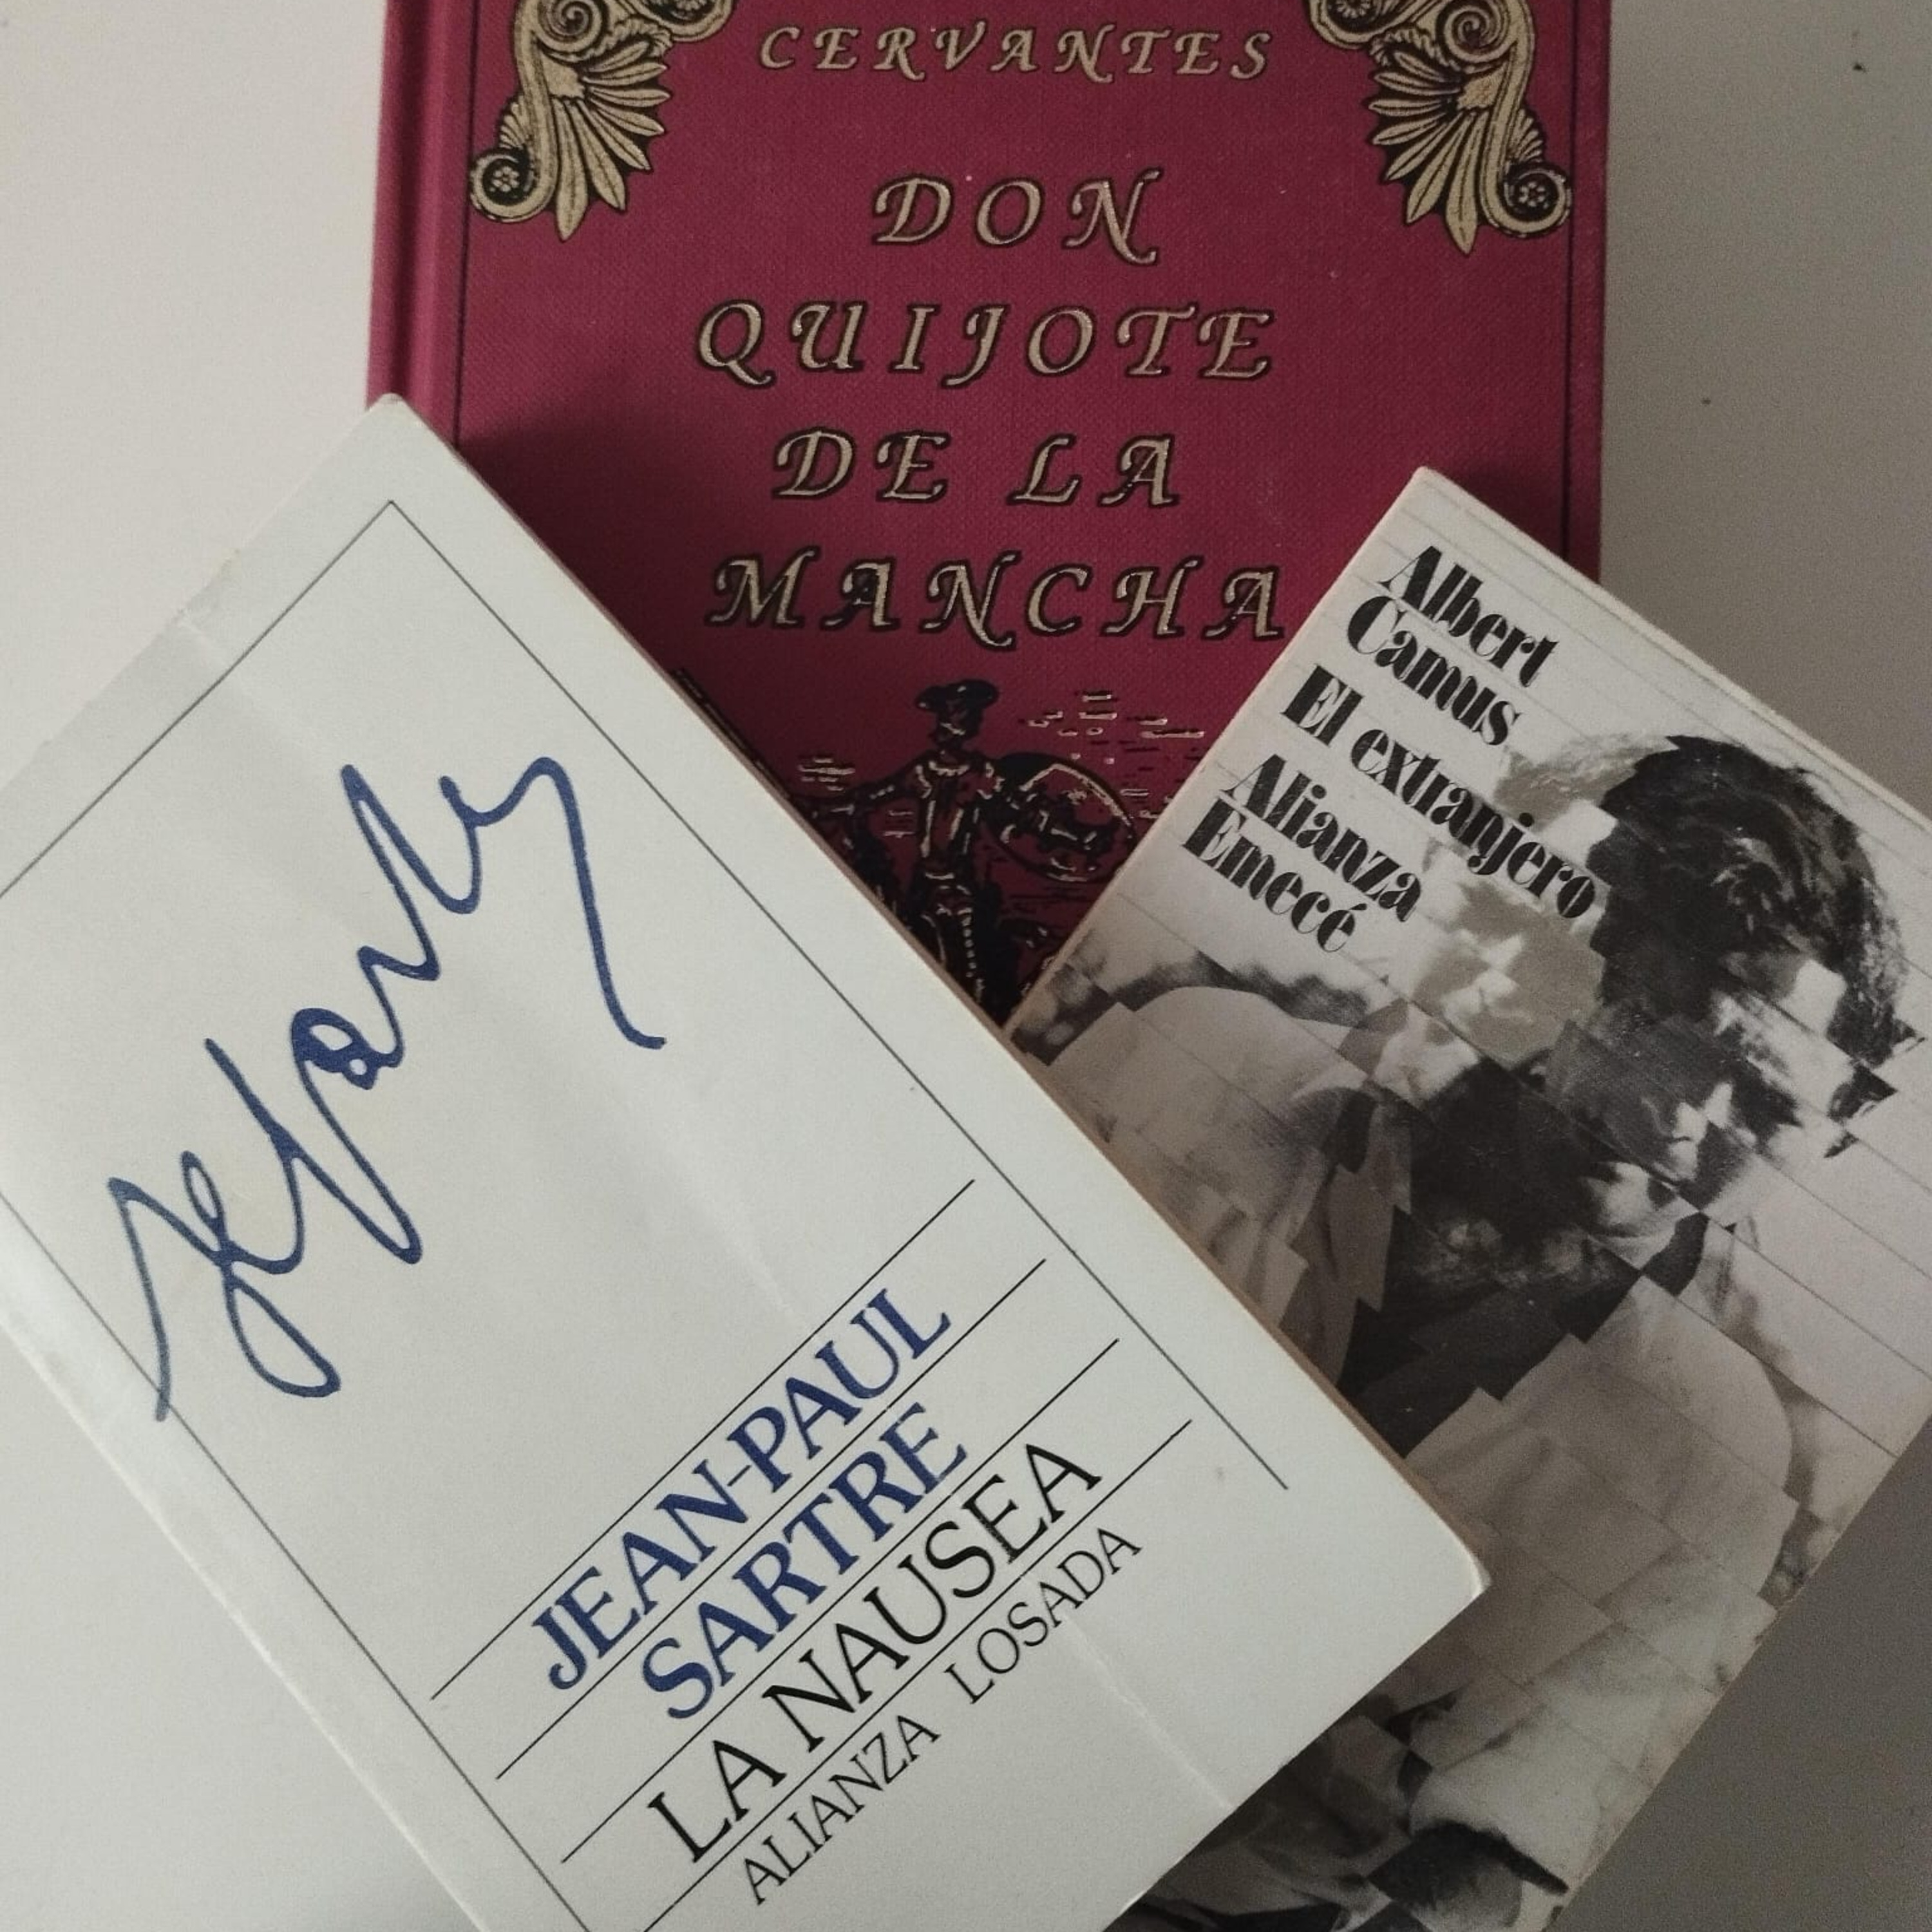 CERVANTES
DON
QUIJOTE
DE LA
MANCHA
Albert
Camus
El extranjero
Alianza
Emecé
JEAN-PAUL
SARTRE
LA NAUSEA
ALIANZA LOSADA